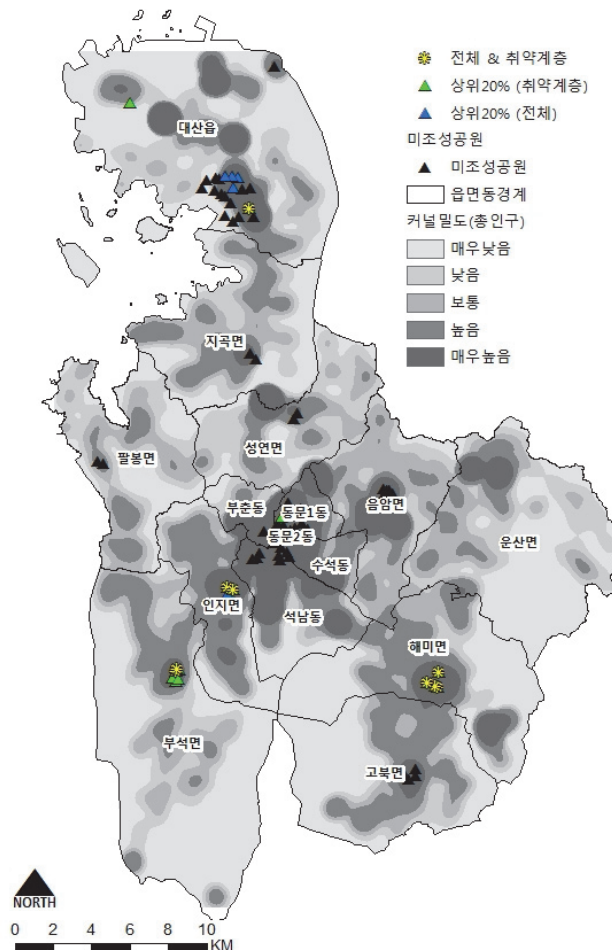 전체 & 취약계층
상위20% (취약계층)
상위20% (전체)
미조성공원
미조성공원
읍면동경계
커널밀도(총인구)
매우낮음
낮음
보통
높음
매우높음
대산읍
지곡면
성연면
팔봉면
음암면
부춘동
동문1동
동문2동
운산면
수석동
인지면
석남동
해미면
부석면
고북면
NORTH
0 2 4 6 8 10
KM